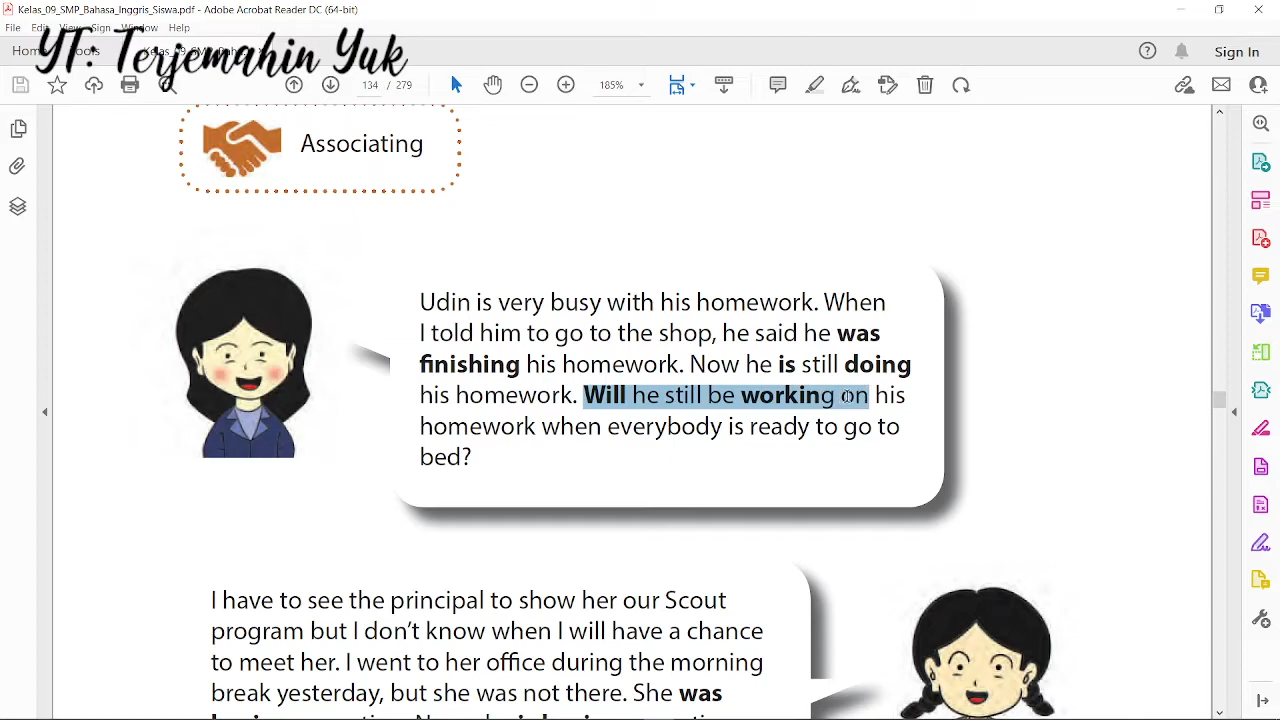 Kelas_09_SMP_Bahasa_Inggris_Siswa.pdf - Adobe Acrobat Reader DC (64-bit)
File Edit View Sign Window Help
YT: Terjemahin Yuk
Sign In
134 / 279
185%
Associating
Udin is very busy with his homework. When
I told him to go to the shop, he said he was
finishing his homework. Now he is still doing
his homework. Will he still be working on his
homework when everybody is ready to go to
bed?
I have to see the principal to show her our Scout
program but I don't know when I will have a chance
to meet her. I went to her office during the morning
break yesterday, but she was not there. She was